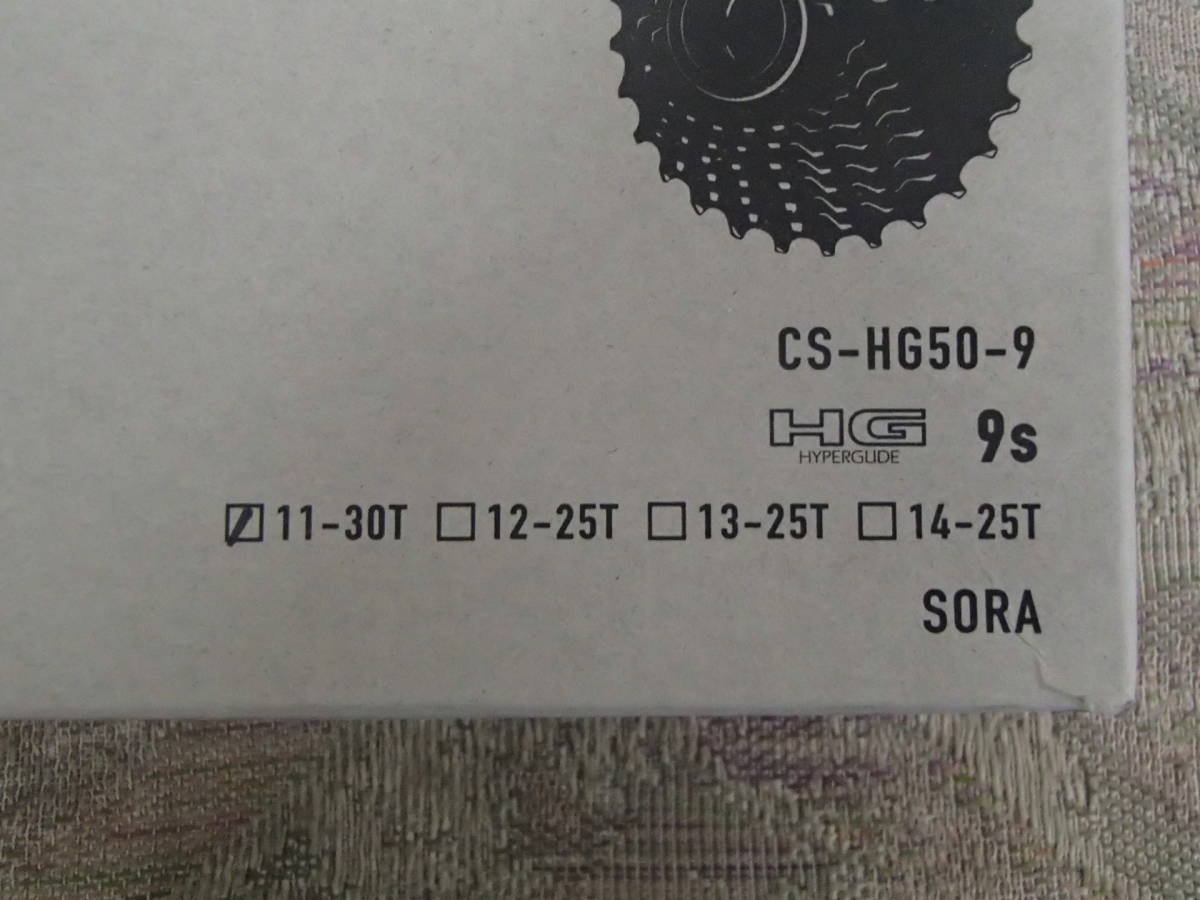 CS-HG50-9
HG 9s
HYPERGLIDE
11-30T 12-25T 13-25T 14-25T
SORA